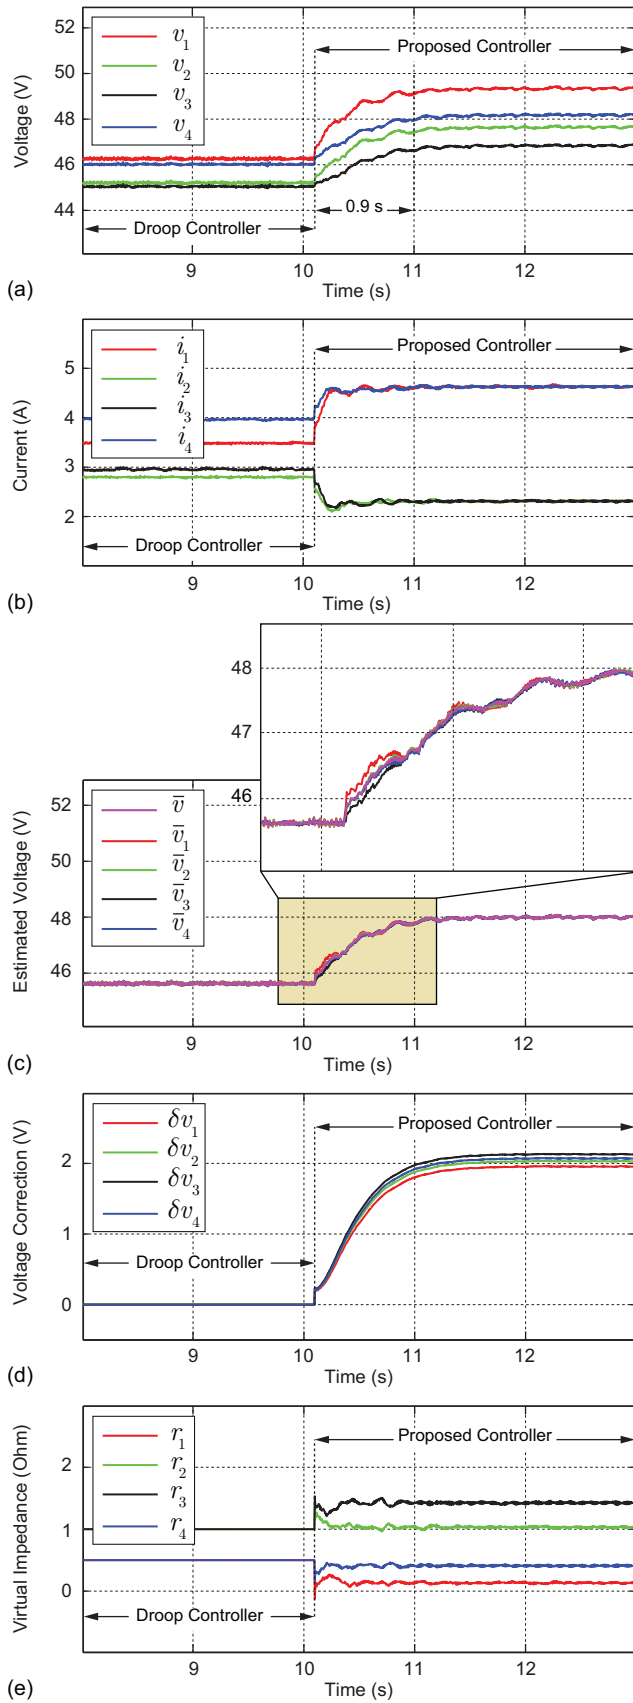 52
50
48
46
44
Voltage (V)
v1
v2
v3
v4
Proposed Controller
0.9 s
Droop Controller
9 10 11 12
Time (s)
(a)
5
4
3
2
Current (A)
i1
i2
i3
i4
Proposed Controller
Droop Controller
9 10 11 12
Time (s)
(b)
48
47
46
52
50
48
46
Estimated Voltage (V)
v̅
v̅1
v̅2
v̅3
v̅4
9 10 11 12
Time (s)
(c)
2
1
0
Voltage Correction (V)
δv1
δv2
δv3
δv4
Proposed Controller
Droop Controller
9 10 11 12
Time (s)
(d)
2
1
0
Virtual Impedance (Ohm)
r1
r2
r3
r4
Proposed Controller
Droop Controller
9 10 11 12
Time (s)
(e)